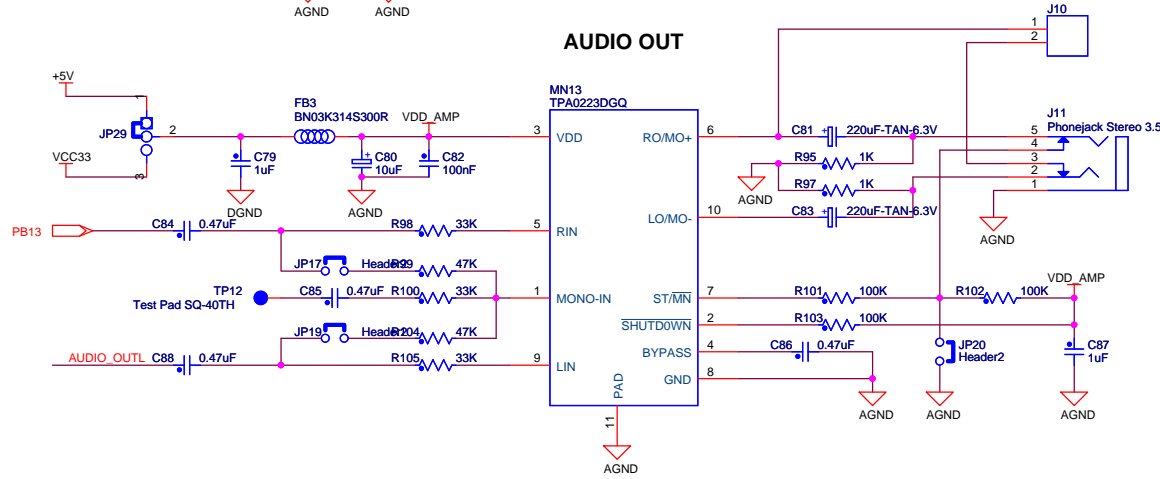 AGND AGND
AUDIO OUT
J10
1
2
+5V
1
JP29
2
VCC33
3
FB3
BN03K314S300R
VDD_AMP
C79
1uF
DGND
C80
10uF
C82
100nF
AGND
MN13
TPA0223DGQ
3 VDD
RO/MO+ 6
C81 + 220uF-TAN-6.3V
R95 1K
AGND
R97 1K
LO/MO- 10
C83 + 220uF-TAN-6.3V
J11
Phonejack Stereo 3.5
5
4
3
2
1
AGND
PB13
C84 0.47uF
R98 33K
5 RIN
JP17 Header2
R99 47K
TP12
Test Pad SQ-40TH
C85 0.47uF
R100 33K
1 MONO-IN
JP19 Header2
R104 47K
AUDIO_OUTL
C88 0.47uF
R105 33K
9 LIN
ST/MN 7
R101 100K
R102 100K
VDD_AMP
SHUTD0WN 2
R103 100K
BYPASS 4
C86 0.47uF
GND 8
AGND
JP20
Header2
AGND
C87
1uF
AGND
PAD
11
AGND